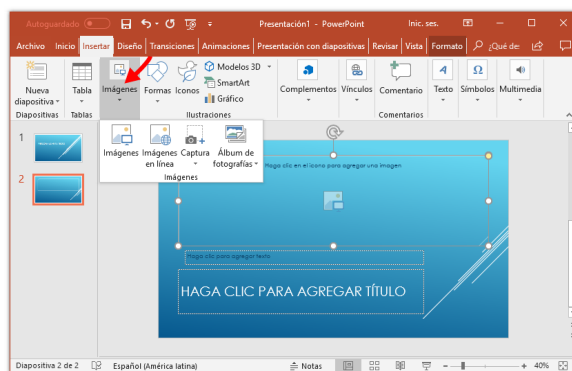 Autoguardado
Presentación1 - PowerPoint
Inic. ses.
Archivo Inicio Insertar Diseño Transiciones Animaciones Presentación con diapositivas Revisar Vista Formato ¿Qué de:
Nueva diapositiva
Tabla
Imágenes
Formas
Iconos
Modelos 3D
SmartArt
Gráfico
Complementos
Vínculos
Comentario
Texto
Símbolos
Multimedia
Diapositivas
Tablas
Ilustraciones
Comentarios
Imágenes
Imágenes en línea
Captura
Álbum de fotografías
Imágenes
1
2
Haga clic en el icono para agregar una imagen
Haga clic para agregar texto
HAGA CLIC PARA AGREGAR TÍTULO
Diapositiva 2 de 2
Español (América latina)
Notas
40%